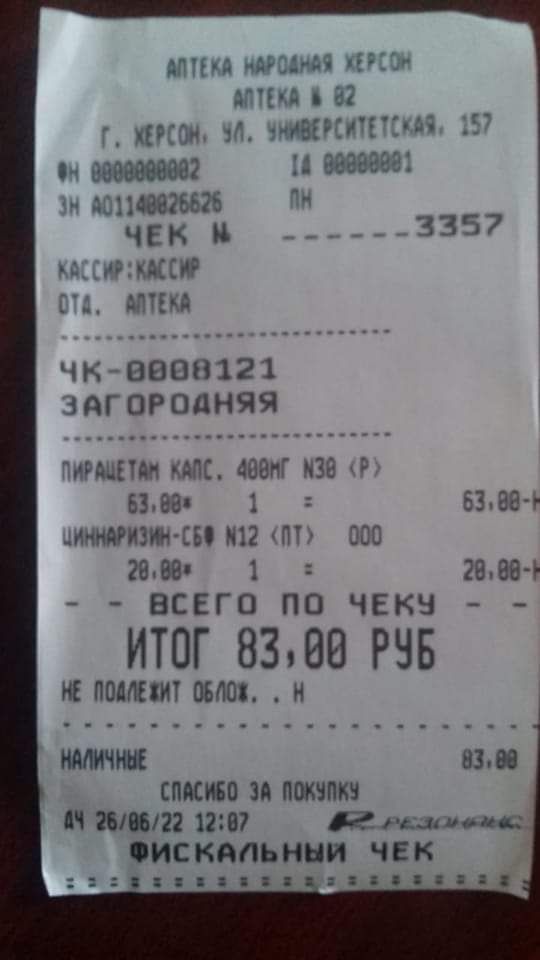 АПТЕКА НАРОДНАЯ ХЕРСОН
АПТЕКА № 02
Г. ХЕРСОН, УЛ. УНИВЕРСИТЕТСКАЯ, 157
ФН 0000000002 ІД 00000001
ЗН АО1140026626 ПН
ЧЕК № ______3357
КАССИР:КАССИР
ОТД. АПТЕКА
ЧК-0008121
ЗАГОРОДНЯЯ
ПИРАЦЕТАМ КАПС. 400МГ N30 <Р>
63,00* 1 = 63,00-Н
ЦИННАРИЗИН-СБФ N12 <ПТ> ООО
20,00* 1 = 20,00-Н
- - ВСЕГО ПО ЧЕКУ - -
ИТОГ 83,00 РУБ
НЕ ПОДЛЕЖИТ ОБЛОЖ. . Н
НАЛИЧНЫЕ 83,00
СПАСИБО ЗА ПОКУПКУ
ДЧ 26/06/22 12:07 РЕЗОНАНС
ФИСКАЛЬНЫЙ ЧЕК